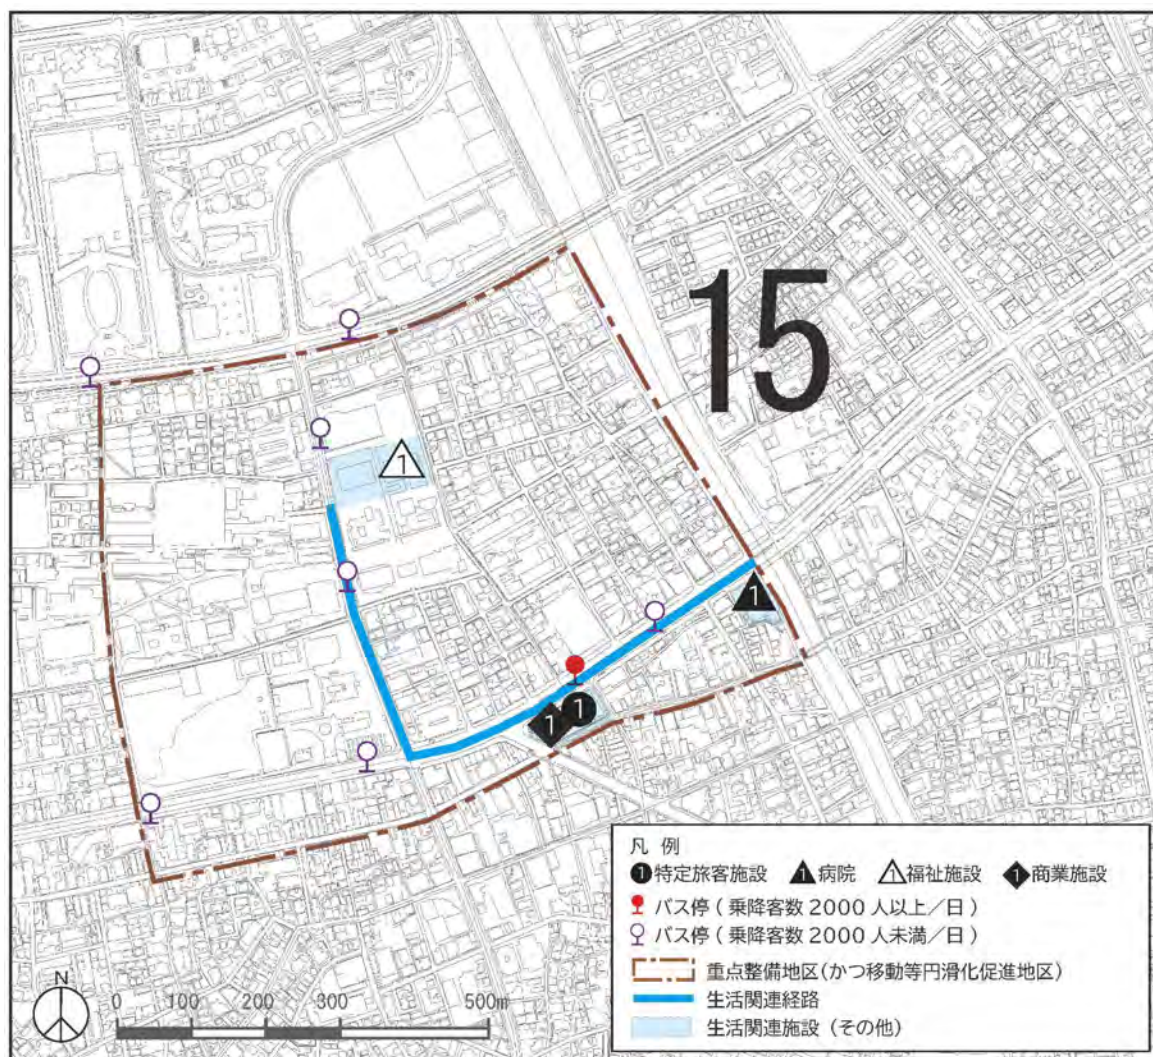 15
1
1
1
1
凡 例
1特定旅客施設 1病院 1福祉施設 1商業施設
バス停（乗降客数 2000 人以上／日）
バス停（乗降客数 2000 人未満／日）
重点整備地区(かつ移動等円滑化促進地区)
生活関連経路
生活関連施設（その他）
N
0 100 200 300 500m